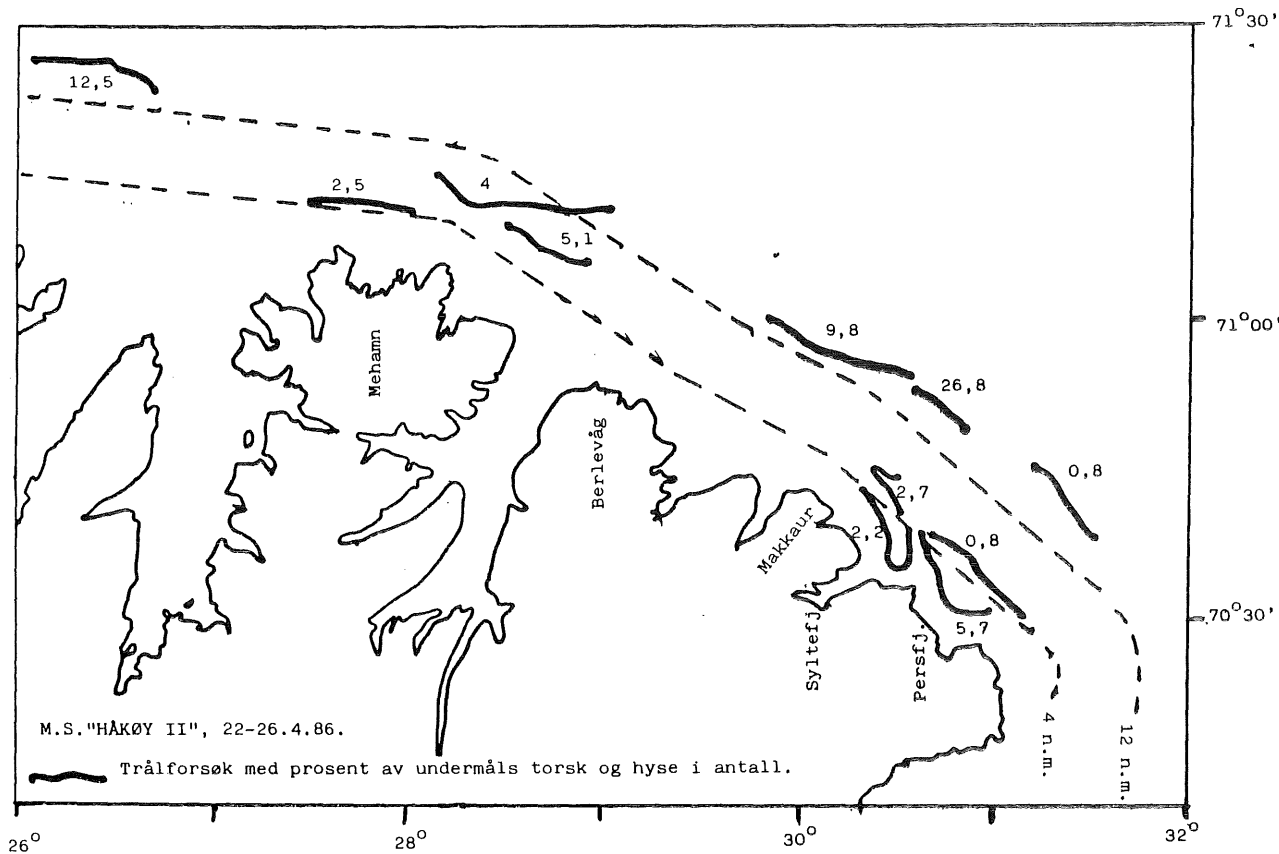 71°30'
12,5
2,5
4
5,1
71°00'
9,8
26,8
Mehamn
Berlevåg
0,8
2,7
2,2
Makkaur
0,8
70°30'
5,7
Syltefj.
Persfj.
M.S."HÅKØY II", 22-26.4.86.
4 n.m.
12 n.m.
Trålforsøk med prosent av undermåls torsk og hyse i antall.
26°
28°
30°
32°